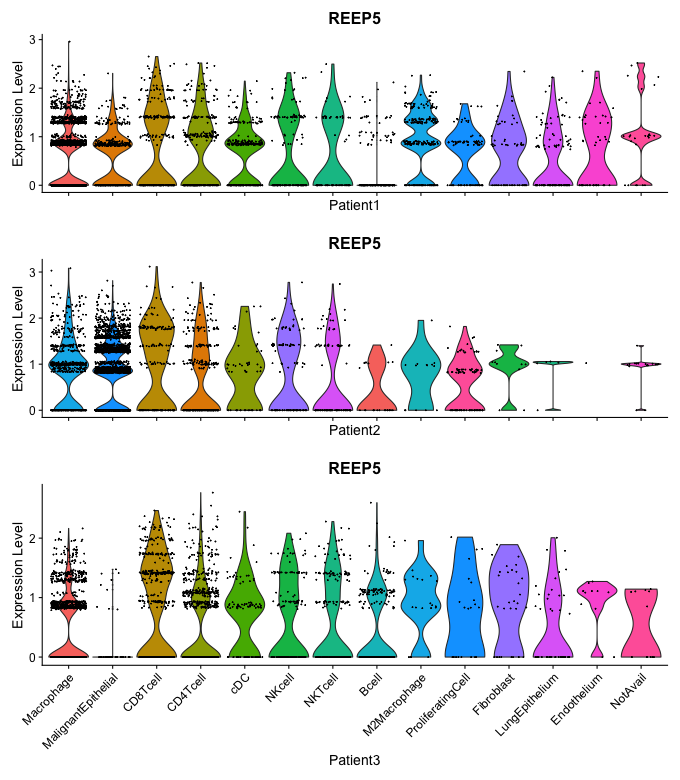 REEP5
Expression Level
3
2
1
0
Patient1
REEP5
Expression Level
3
2
1
0
Patient2
REEP5
Expression Level
2
1
0
Macrophage
MalignantEpithelial
CD8Tcell
CD4Tcell
cDC
NKcell
NKTcell
Bcell
M2Macrophage
ProliferatingCell
Fibroblast
LungEpithelium
Endothelium
NotAvail
Patient3